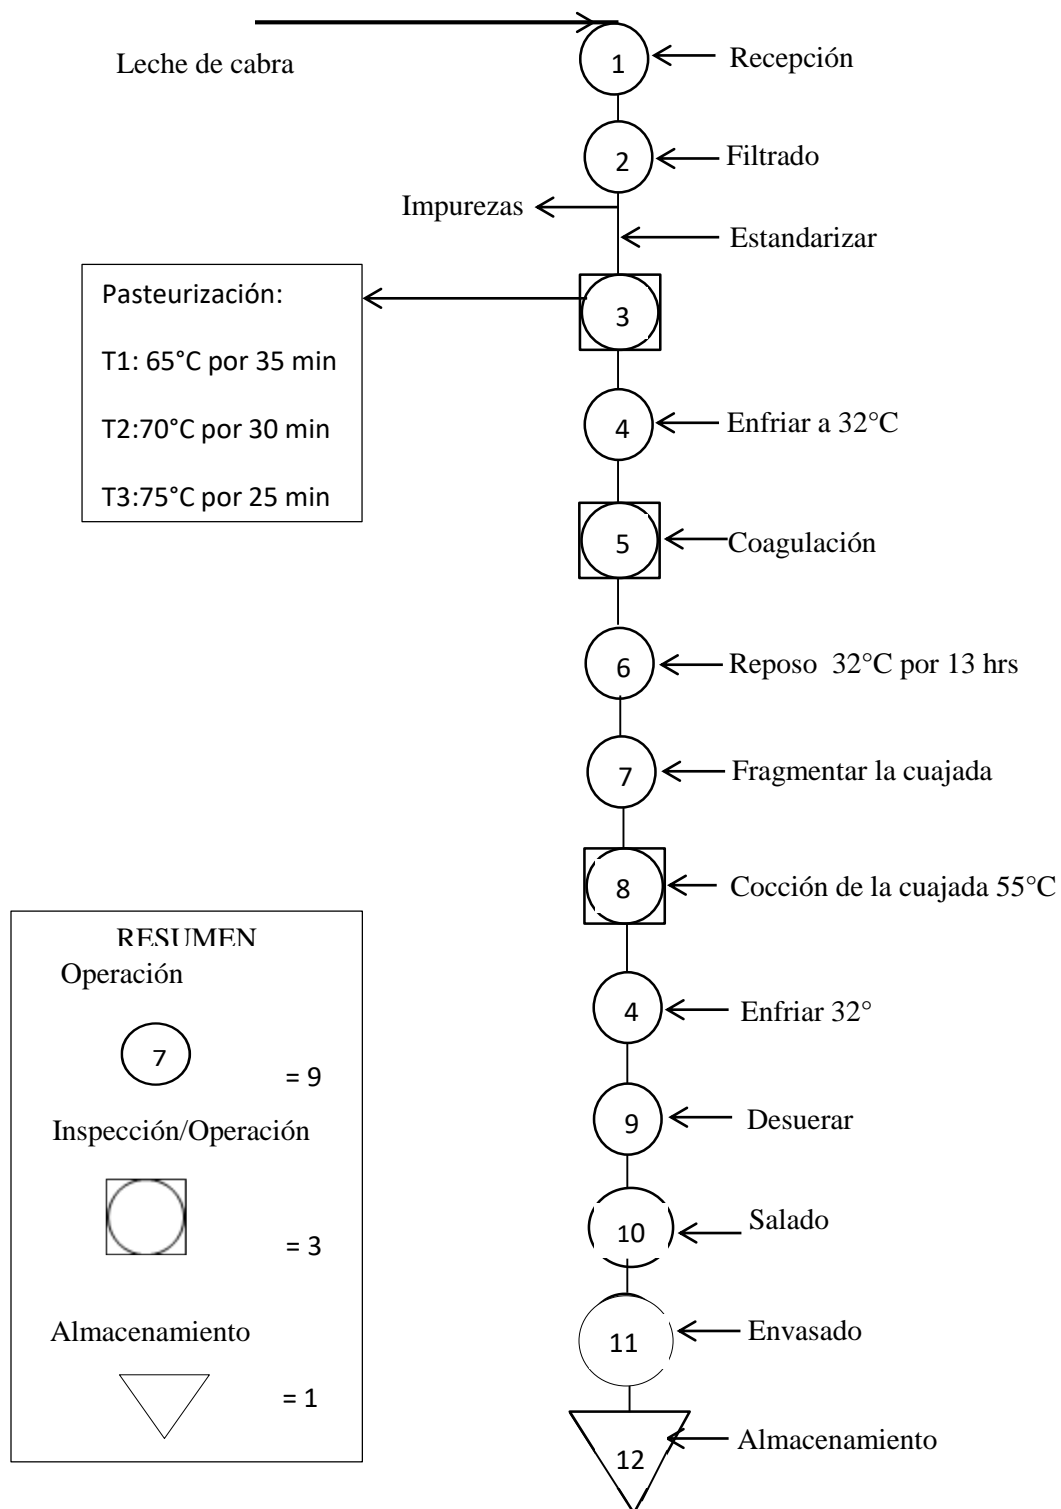 Leche de cabra
1
Recepción
2
Filtrado
Impurezas
Estandarizar
Pasteurización:
T1: 65°C por 35 min
T2:70°C por 30 min
T3:75°C por 25 min
3
4
Enfriar a 32°C
5
Coagulación
6
Reposo 32°C por 13 hrs
7
Fragmentar la cuajada
8
Cocción de la cuajada 55°C
4
Enfriar 32°
9
Desuerar
10
Salado
11
Envasado
12
Almacenamiento
RESUMEN
Operación
7
= 9
Inspección/Operación
= 3
Almacenamiento
= 1